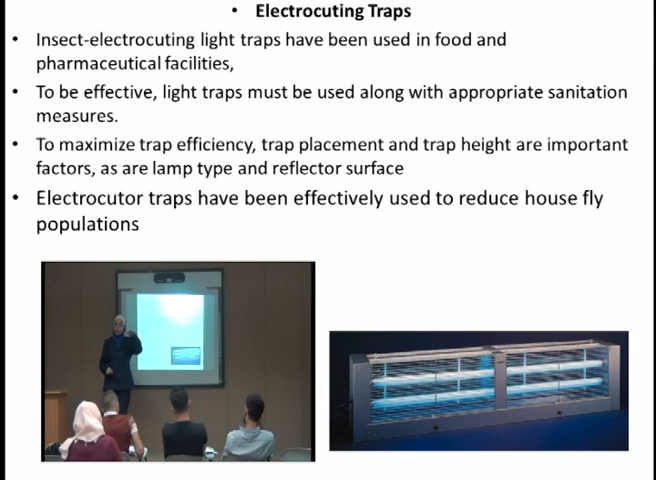 • Electrocuting Traps
• Insect-electrocuting light traps have been used in food and
pharmaceutical facilities,
• To be effective, light traps must be used along with appropriate sanitation
measures.
• To maximize trap efficiency, trap placement and trap height are important
factors, as are lamp type and reflector surface
• Electrocutor traps have been effectively used to reduce house fly
populations